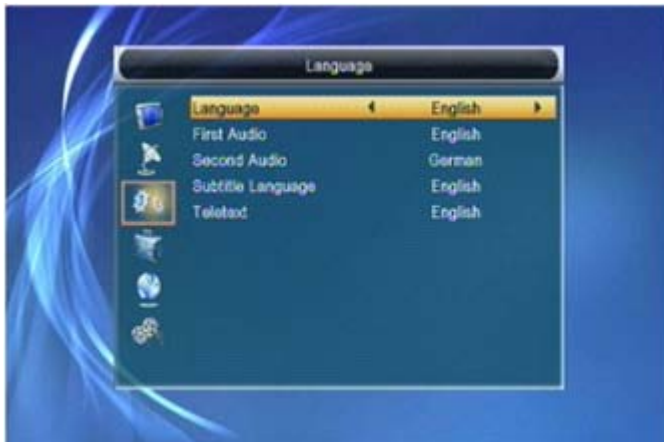 Language
Language English
First Audio English
Second Audio German
Subtitle Language English
Teletext English